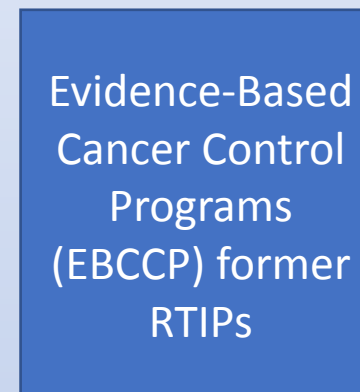 Evidence-Based
Cancer Control
Programs
(EBCCP) former
RTIPs